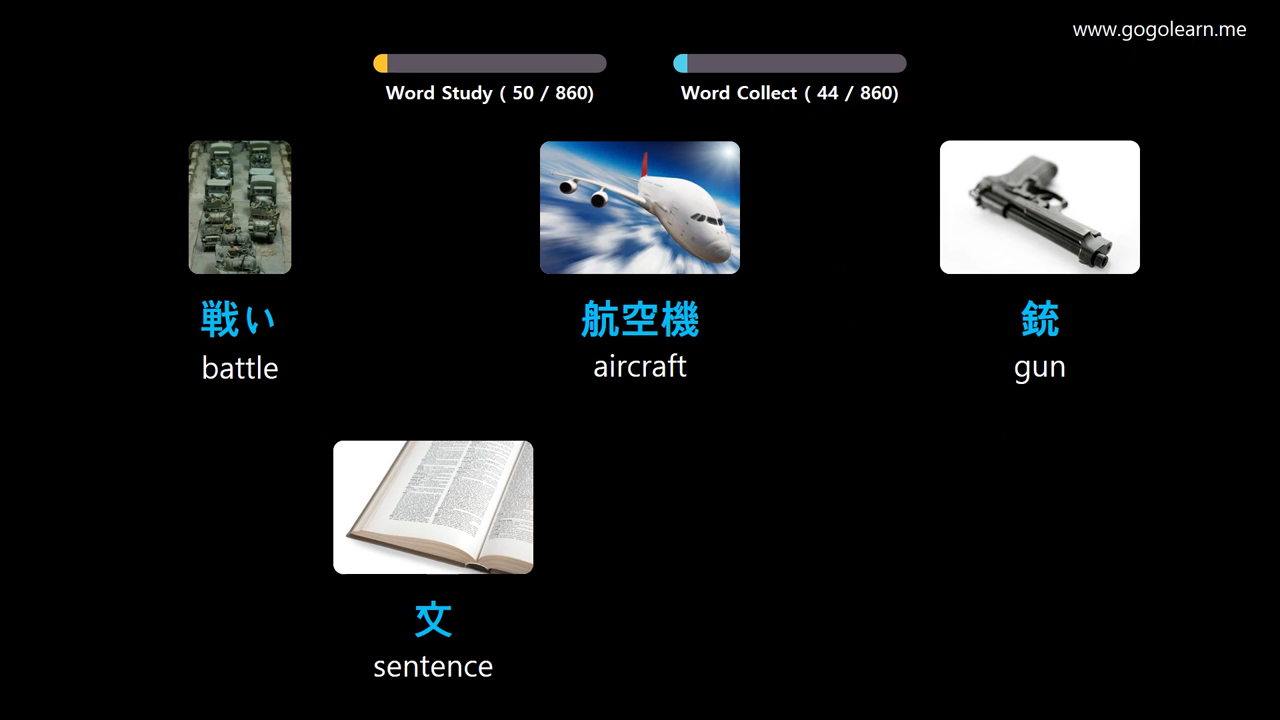 www.gogolearn.me
Word Study ( 50 / 860)
Word Collect ( 44 / 860)
戦い
battle
航空機
aircraft
銃
gun
文
sentence